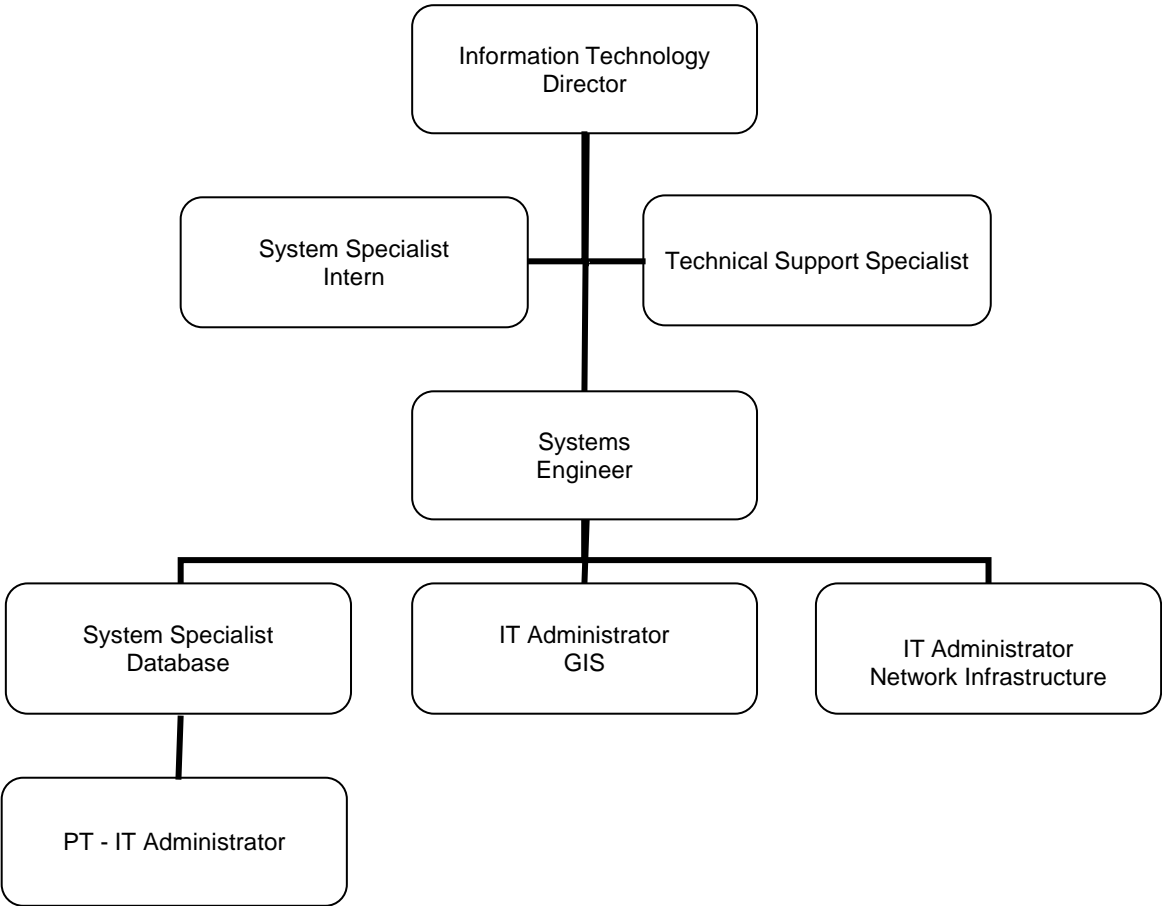 Information Technology
Director
System Specialist
Intern
Technical Support Specialist
Systems
Engineer
System Specialist
Database
IT Administrator
GIS
IT Administrator
Network Infrastructure
PT - IT Administrator